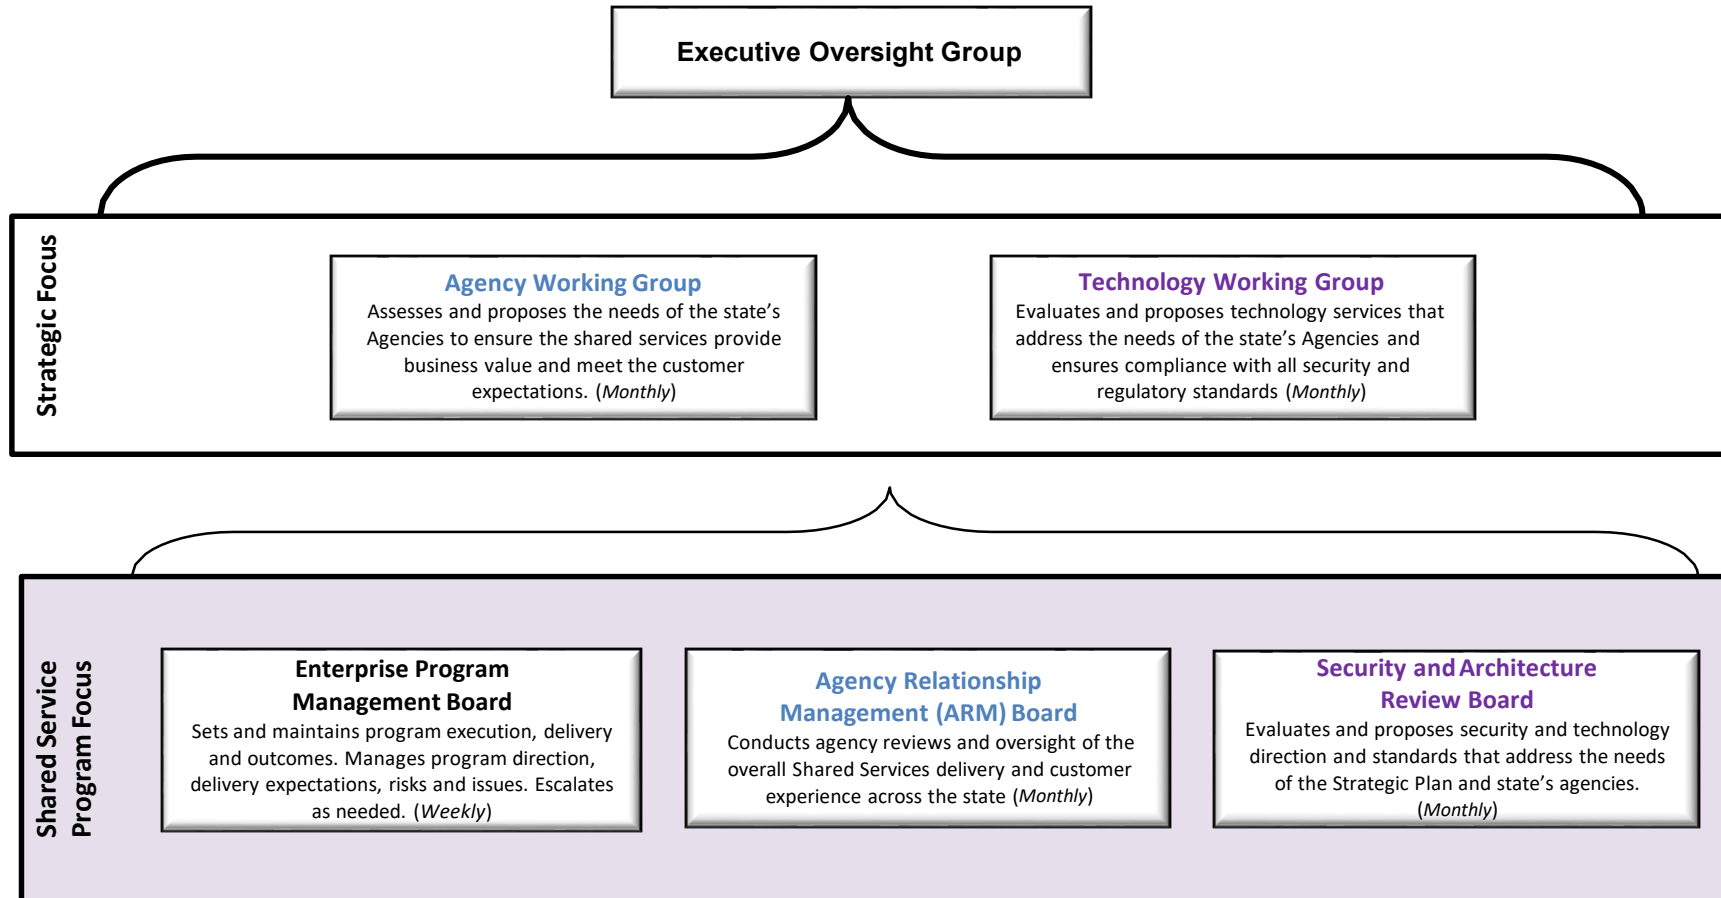 Executive Oversight Group
Strategic Focus
Agency Working Group
Assesses and proposes the needs of the state’s
Agencies to ensure the shared services provide
business value and meet the customer
expectations. (Monthly)
Technology Working Group
Evaluates and proposes technology services that
address the needs of the state’s Agencies and
ensures compliance with all security and
regulatory standards (Monthly)
Shared Service
Program Focus
Enterprise Program
Management Board
Sets and maintains program execution, delivery
and outcomes. Manages program direction,
delivery expectations, risks and issues. Escalates
as needed. (Weekly)
Agency Relationship
Management (ARM) Board
Conducts agency reviews and oversight of the
overall Shared Services delivery and customer
experience across the state (Monthly)
Security and Architecture
Review Board
Evaluates and proposes security and technology
direction and standards that address the needs
of the Strategic Plan and state’s agencies.
(Monthly)